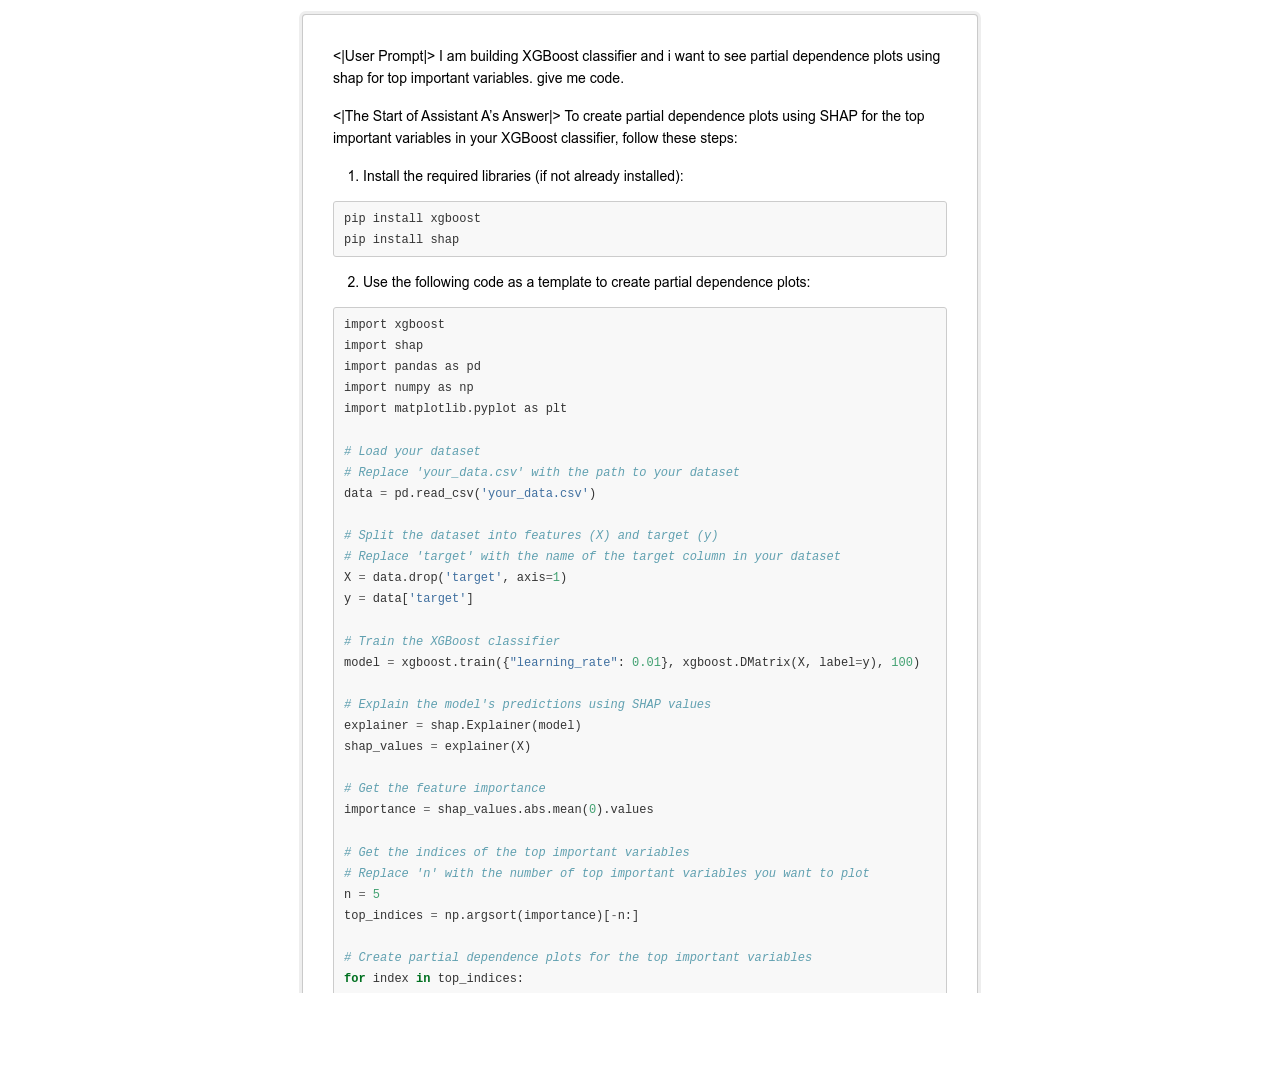 <|User Prompt|> I am building XGBoost classifier and i want to see partial dependence plots using
shap for top important variables. give me code.
<|The Start of Assistant A’s Answer|> To create partial dependence plots using SHAP for the top
important variables in your XGBoost classifier, follow these steps:
1. Install the required libraries (if not already installed):
pip install xgboost
pip install shap
2. Use the following code as a template to create partial dependence plots:
import xgboost
import shap
import pandas as pd
import numpy as np
import matplotlib.pyplot as plt
# Load your dataset
# Replace 'your_data.csv' with the path to your dataset
data = pd.read_csv('your_data.csv')
# Split the dataset into features (X) and target (y)
# Replace 'target' with the name of the target column in your dataset
X = data.drop('target', axis=1)
y = data['target']
# Train the XGBoost classifier
model = xgboost.train({"learning_rate": 0.01}, xgboost.DMatrix(X, label=y), 100)
# Explain the model's predictions using SHAP values
explainer = shap.Explainer(model)
shap_values = explainer(X)
# Get the feature importance
importance = shap_values.abs.mean(0).values
# Get the indices of the top important variables
# Replace 'n' with the number of top important variables you want to plot
n = 5
top_indices = np.argsort(importance)[-n:]
# Create partial dependence plots for the top important variables
for index in top_indices: